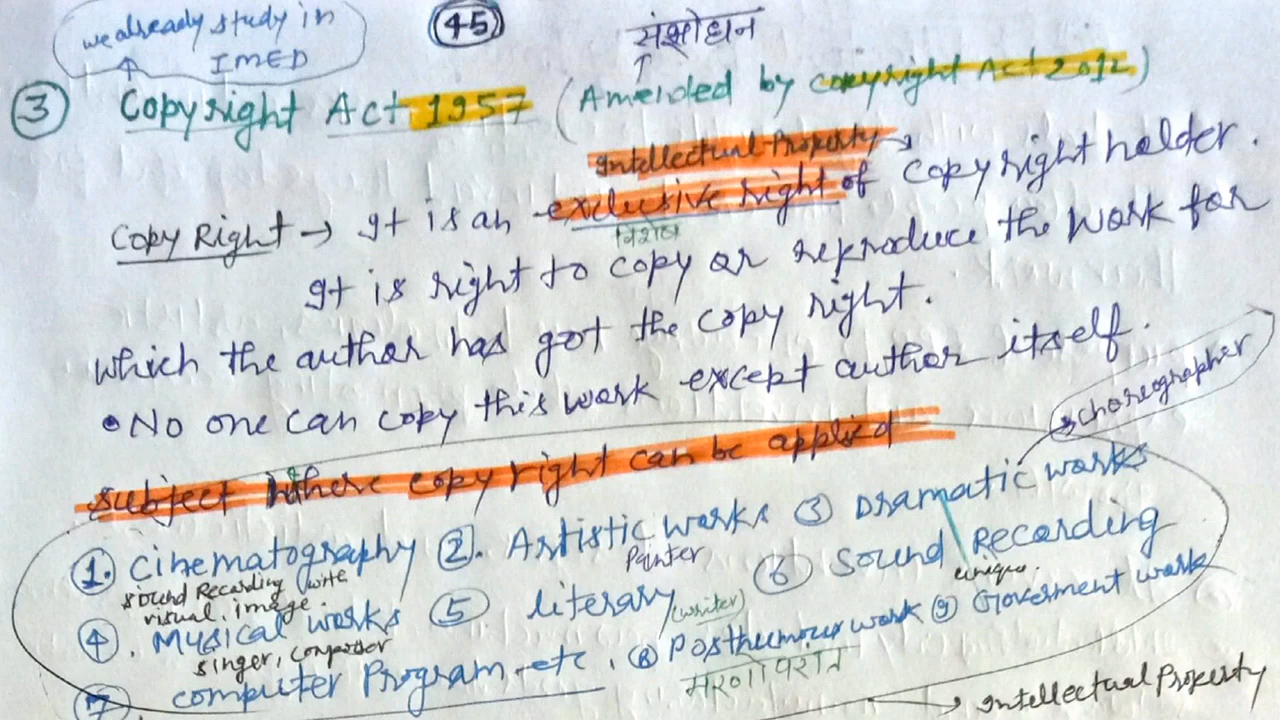 we already study in
IMED
45
संशोधन
③ Copyright Act 1957 (Amended by copyright Act 2012)
Intellectual Property
Copy Right → It is an exclusive right of copyright holder.
It is right to copy or reproduce the work for
which the author has got the copy right.
• No one can copy this work except author itself.
choreographer
Subject where copy right can be applied
①. Cinematography ②. Artistic works ③ Dramatic works
Sound Recording with
visual image.
Painter
unique.
④. Musical works ⑤ literary (writer) ⑥ Sound Recording
singer, composer
⑦ computer Program etc. ⑧ Posthumous work ⑨ Goverment work
मरणोपरांत
→ Intellectual Property